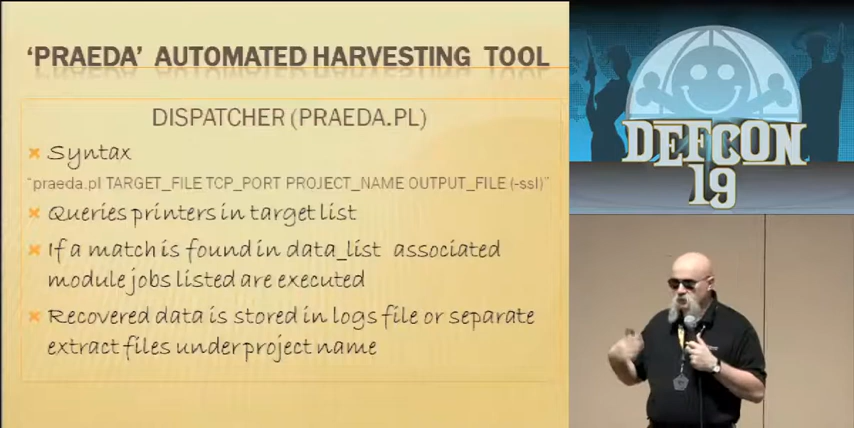 ‘PRAEDA’ AUTOMATED HARVESTING TOOL
DISPATCHER (PRAEDA.PL)
Syntax
“praeda.pl TARGET_FILE TCP_PORT PROJECT_NAME OUTPUT_FILE (-ssl)”
Queries printers in target list
If a match is found in data_list associated
module jobs listed are executed
Recovered data is stored in logs file or separate
extract files under project name
DEFCON
19